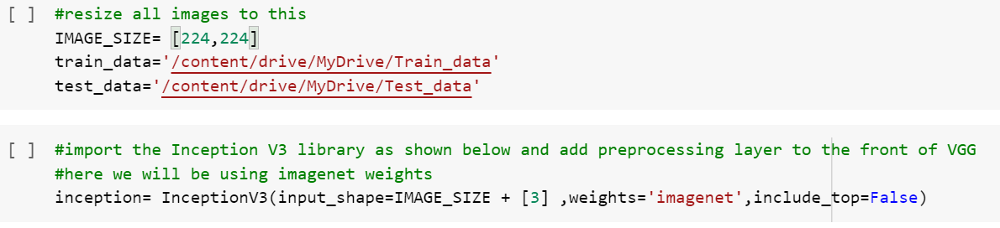 [ ] #resize all images to this
IMAGE_SIZE= [224,224]
train_data='/content/drive/MyDrive/Train_data'
test_data='/content/drive/MyDrive/Test_data'
[ ] #import the Inception V3 library as shown below and add preprocessing layer to the front of VGG
#here we will be using imagenet weights
inception= InceptionV3(input_shape=IMAGE_SIZE + [3] ,weights='imagenet',include_top=False)